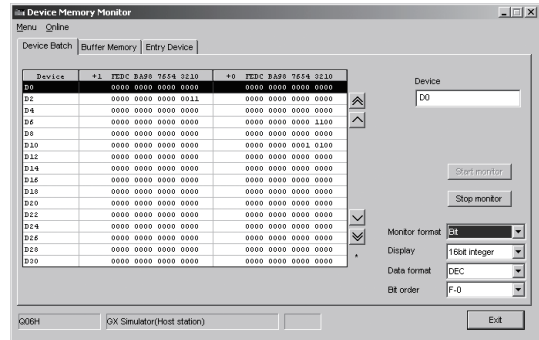 Device Memory Monitor
Menu Online
Device Batch Buffer Memory Entry Device
Device +1 FEDC BA98 7654 3210 +0 FEDC BA98 7654 3210
D0 0000 0000 0000 0000 0000 0000 0000 0000
D2 0000 0000 0000 0011 0000 0000 0000 0000
D4 0000 0000 0000 0000 0000 0000 0000 0000
D6 0000 0000 0000 0000 0000 0000 0000 1100
D8 0000 0000 0000 0000 0000 0000 0000 0000
D10 0000 0000 0000 0000 0000 0000 0001 0100
D12 0000 0000 0000 0000 0000 0000 0000 0000
D14 0000 0000 0000 0000 0000 0000 0000 0000
D16 0000 0000 0000 0000 0000 0000 0000 0000
D18 0000 0000 0000 0000 0000 0000 0000 0000
D20 0000 0000 0000 0000 0000 0000 0000 0000
D22 0000 0000 0000 0000 0000 0000 0000 0000
D24 0000 0000 0000 0000 0000 0000 0000 0000
D26 0000 0000 0000 0000 0000 0000 0000 0000
D28 0000 0000 0000 0000 0000 0000 0000 0000
D30 0000 0000 0000 0000 0000 0000 0000 0000
*
Device
D0
Start monitor
Stop monitor
Monitor format Bit
Display 16bit integer
Data format DEC
Bit order F-0
Q06H GX Simulator(Host station) Exit